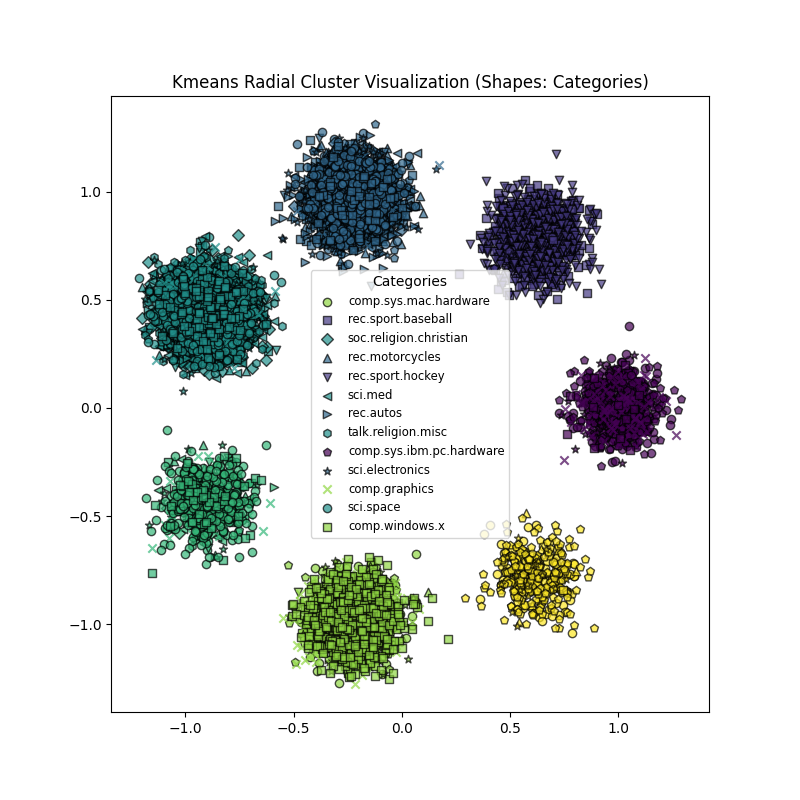 Kmeans Radial Cluster Visualization (Shapes: Categories)
1.0
0.5
0.0
−0.5
−1.0
Categories
comp.sys.mac.hardware
rec.sport.baseball
soc.religion.christian
rec.motorcycles
rec.sport.hockey
sci.med
rec.autos
talk.religion.misc
comp.sys.ibm.pc.hardware
sci.electronics
comp.graphics
sci.space
comp.windows.x
−1.0 −0.5 0.0 0.5 1.0